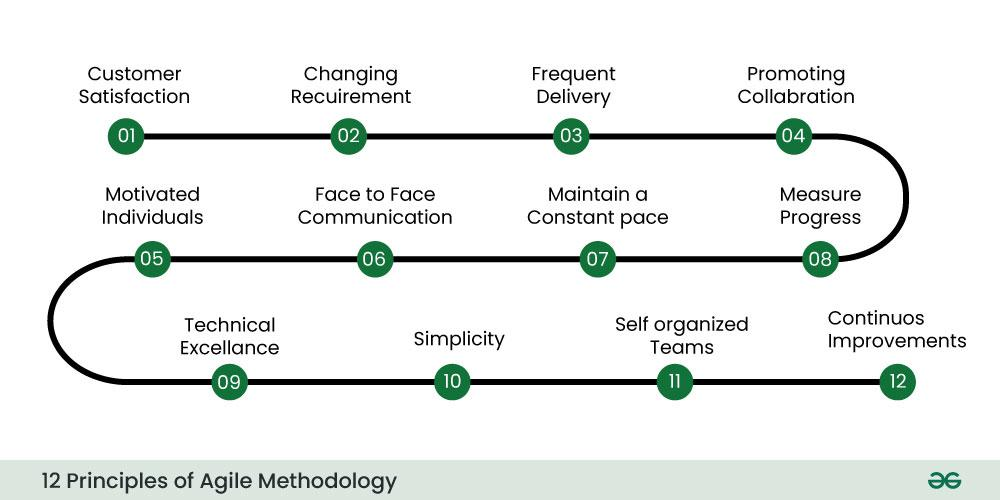 Customer
Satisfaction
Changing
Recuirement
Frequent
Delivery
Promoting
Collabration
01
02
03
04
Motivated
Individuals
Face to Face
Communication
Maintain a
Constant pace
Measure
Progress
05
06
07
08
Technical
Excellance
Simplicity
Self organized
Teams
Continuos
Improvements
09
10
11
12
12 Principles of Agile Methodology